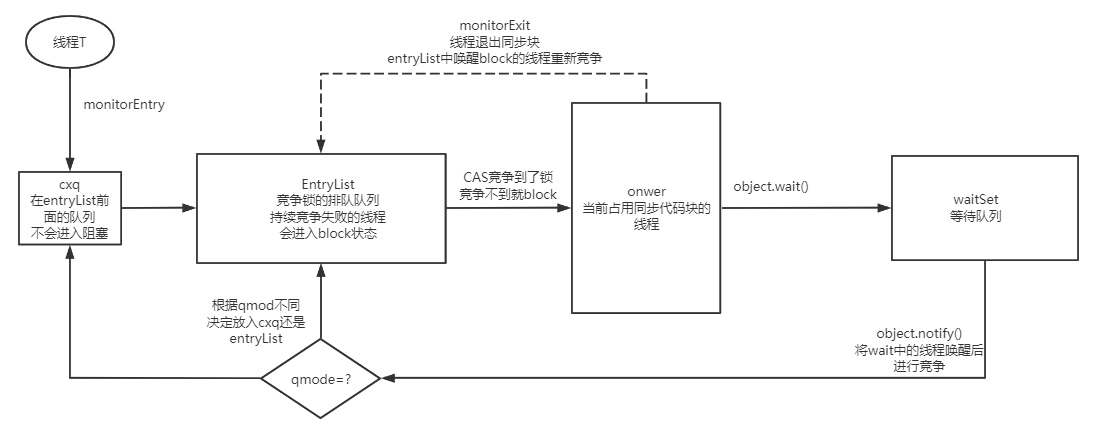 线程T
monitorEntry
monitorExit
线程退出同步块
entryList中唤醒block的线程重新竞争
cxq
在entryList前
面的队列
不会进入阻塞
EntryList
竞争锁的排队队列
持续竞争失败的线程
会进入block状态
CAS竞争到了锁
竞争不到就block
onwer
当前占用同步代码块的
线程
object.wait()
waitSet
等待队列
根据qmod不同
决定放入cxq还是
entryList
qmode=?
object.notify()
将wait中的线程唤醒后
进行竞争